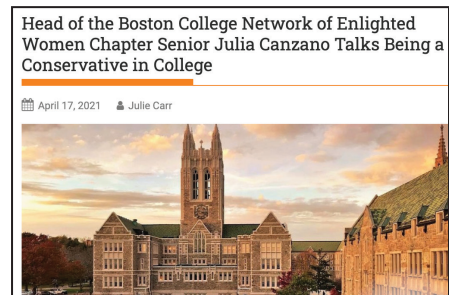 Head of the Boston College Network of Enlighted
Women Chapter Senior Julia Canzano Talks Being a
Conservative in College
April 17, 2021 Julie Carr